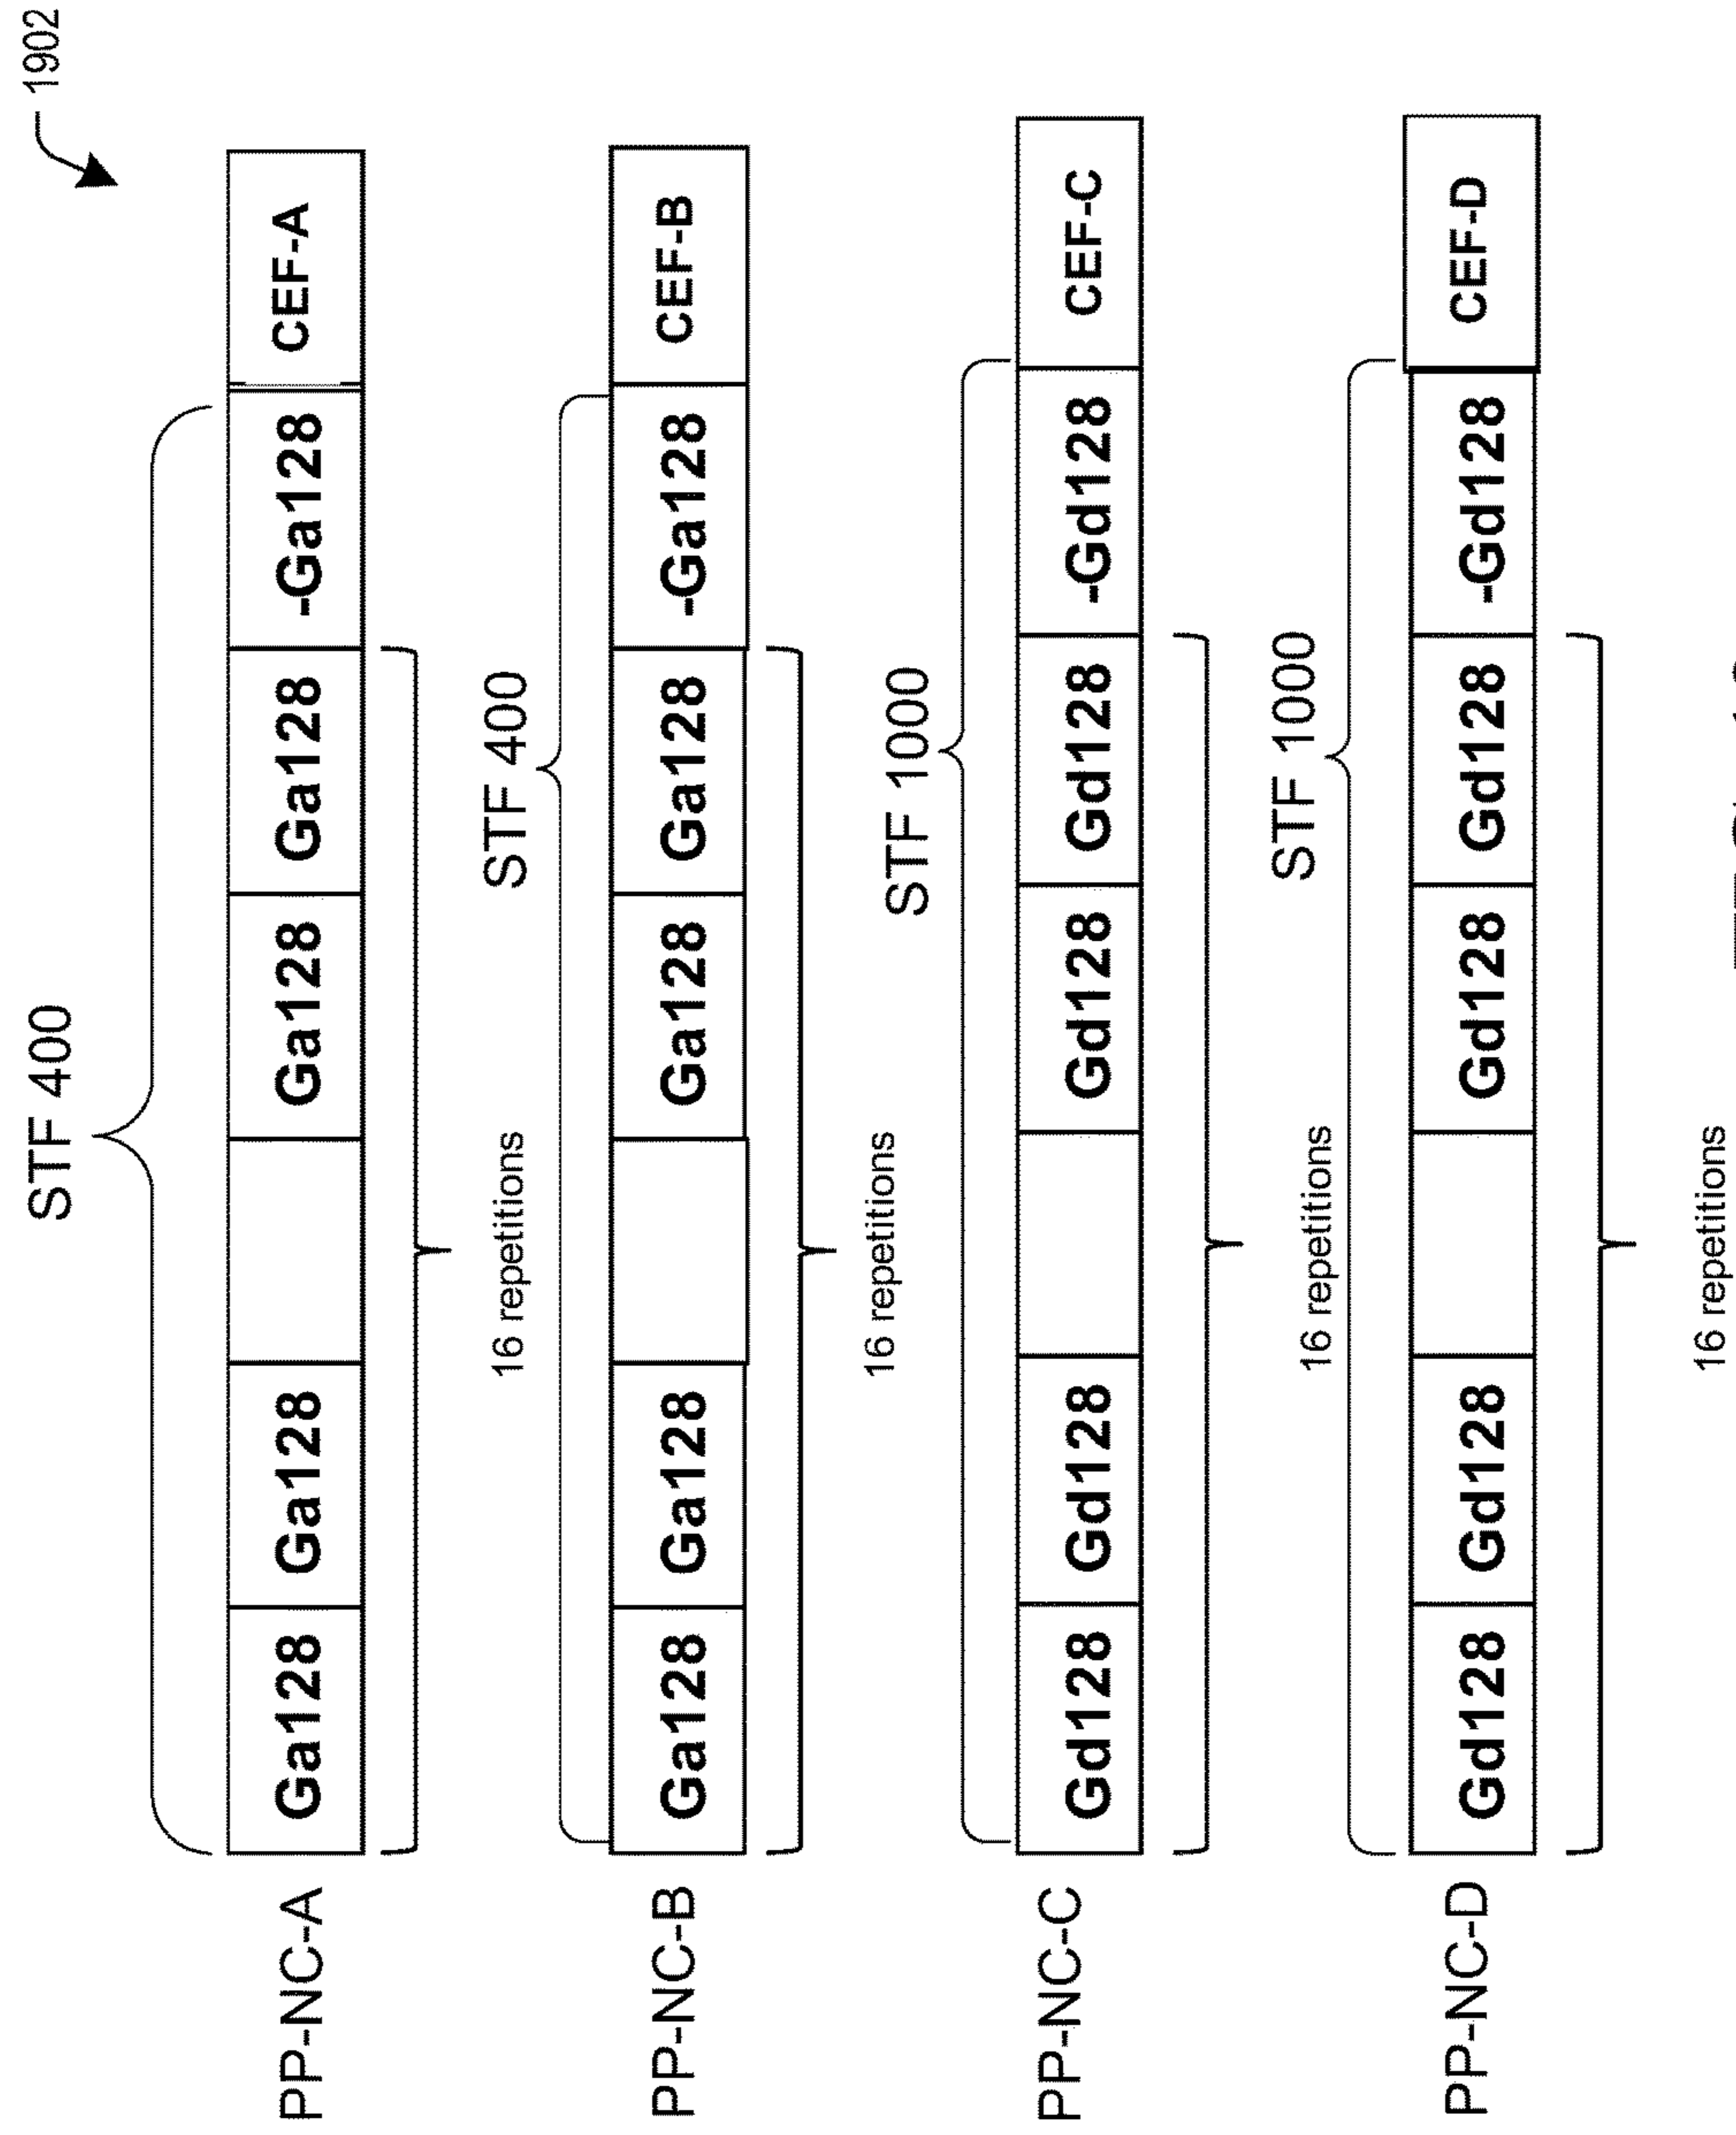 1902
STF 400
PP-NC-A Ga128 Ga128 Ga128 Ga128 -Ga128 CEF-A
16 repetitions
STF 400
PP-NC-B Ga128 Ga128 Ga128 Ga128 -Ga128 CEF-B
16 repetitions
STF 1000
PP-NC-C Gd128 Gd128 Gd128 Gd128 -Gd128 CEF-C
16 repetitions
STF 1000
PP-NC-D Gd128 Gd128 Gd128 Gd128 -Gd128 CEF-D
16 repetitions